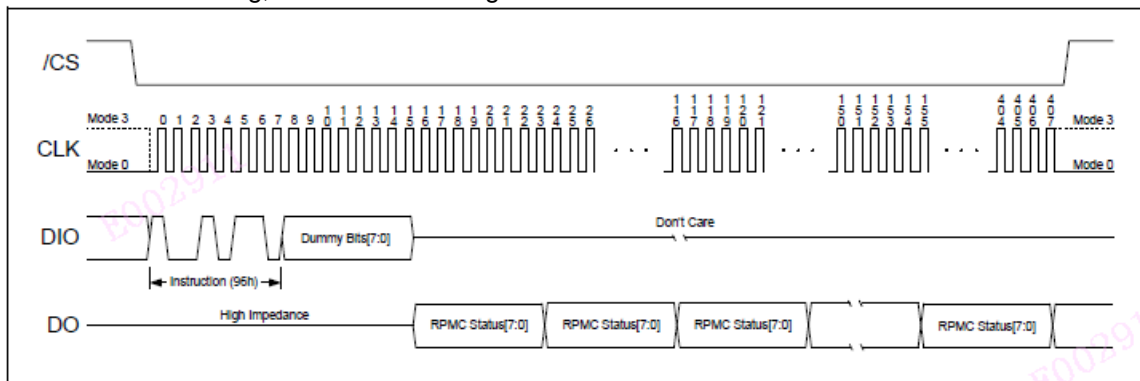 /CS
Mode 3 0 1 2 3 4 5 6 7 8 9 10 11 12 13 14 15 16 17 18 19 20 21 22 23 24 25 26 116 117 118 119 120 121 150 151 152 153 154 155 404 405 406 407 Mode 3
CLK . . . . . . . . .
Mode 0 Mode 0
E002911
Don't Care
DIO Dummy Bits[7:0]
Instruction (96h)
High Impedance
DO RPMC Status[7:0] RPMC Status[7:0] RPMC Status[7:0] RPMC Status[7:0]